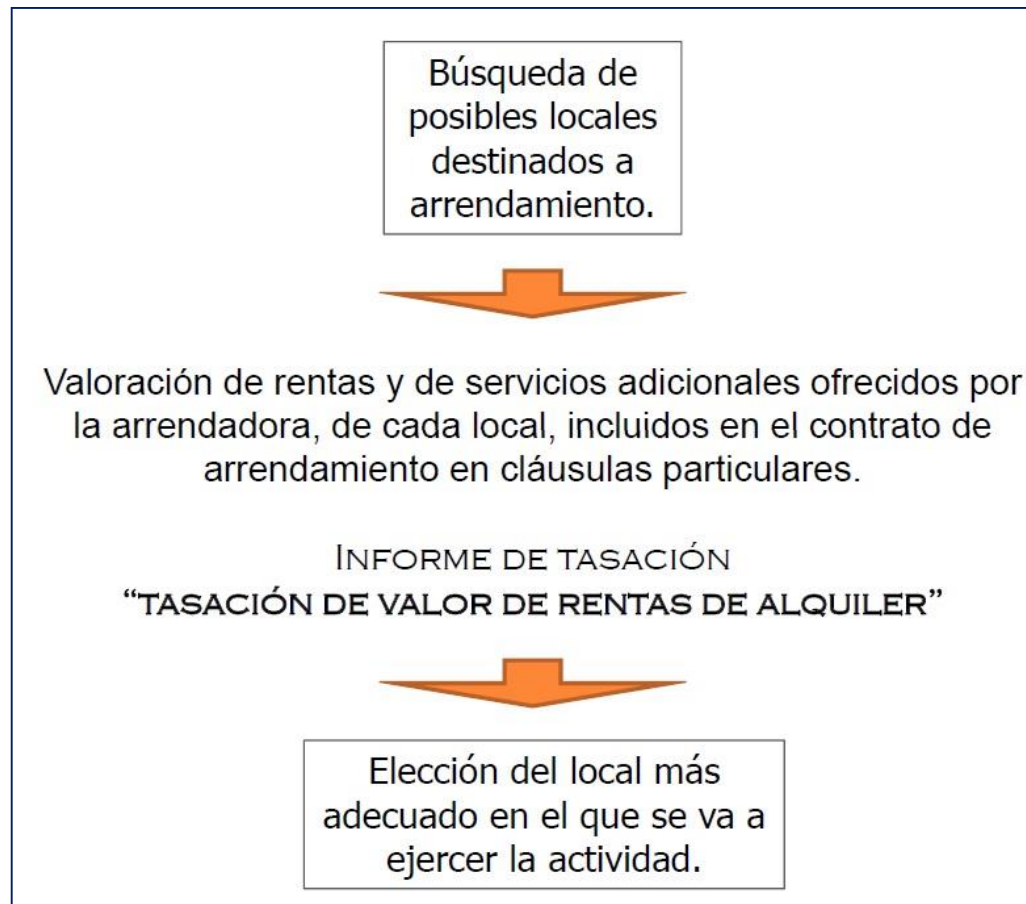 Búsqueda de
posibles locales
destinados a
arrendamiento.
Valoración de rentas y de servicios adicionales ofrecidos por
la arrendadora, de cada local, incluidos en el contrato de
arrendamiento en cláusulas particulares.
INFORME DE TASACIÓN
“TASACIÓN DE VALOR DE RENTAS DE ALQUILER”
Elección del local más
adecuado en el que se va a
ejercer la actividad.